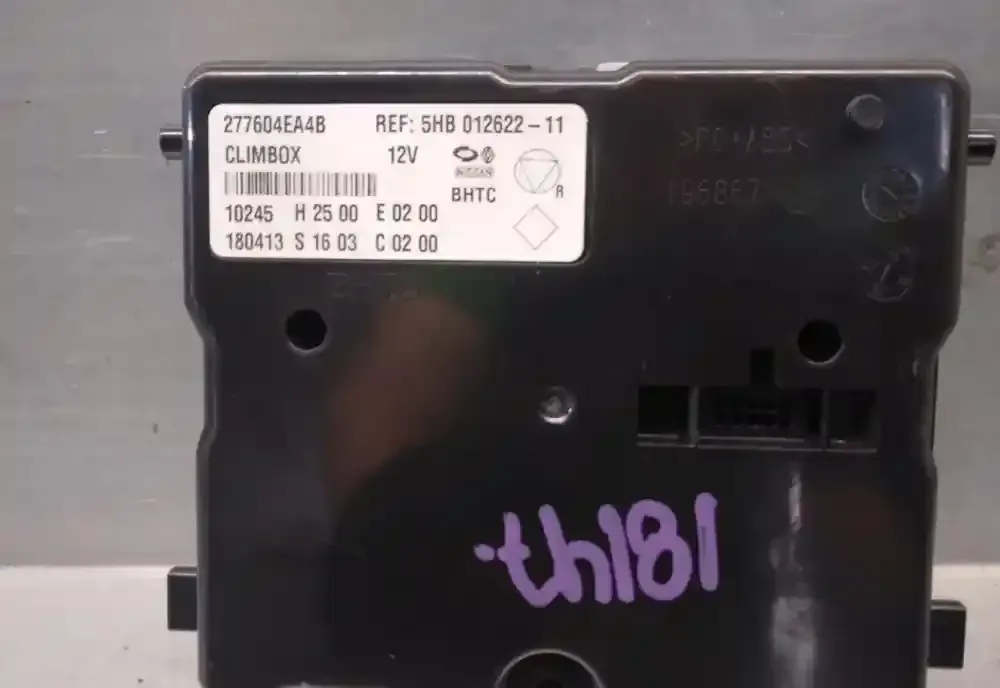 277604EA4B REF: 5HB 012622-11
CLIMBOX 12V
NISSAN
BHTC
R
10245 H 25 00 E 02 00
180413 S 16 03 C 02 00
th181